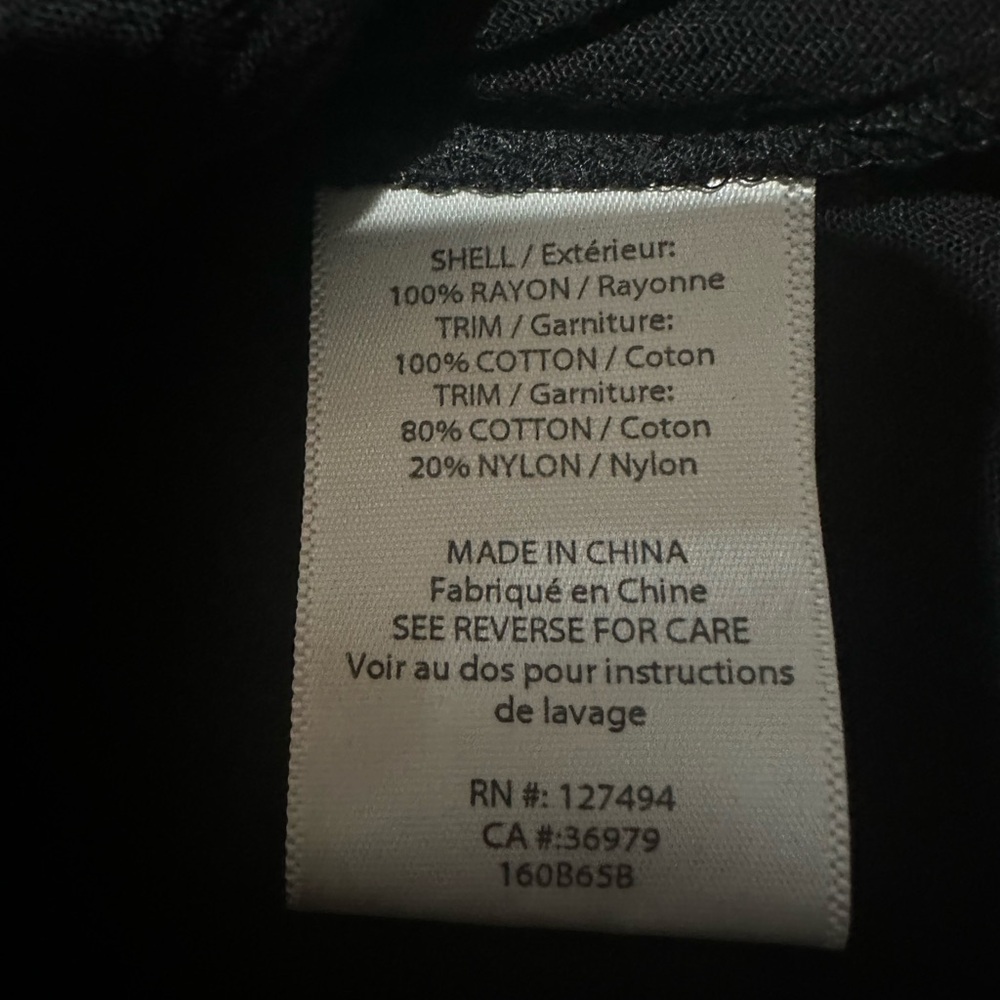 SHELL / Extérieur:
100% RAYON / Rayonne
TRIM / Garniture:
100% COTTON / Coton
TRIM / Garniture:
80% COTTON / Coton
20% NYLON / Nylon
MADE IN CHINA
Fabriqué en Chine
SEE REVERSE FOR CARE
Voir au dos pour instructions
de lavage
RN #: 127494
CA #:36979
160B65B